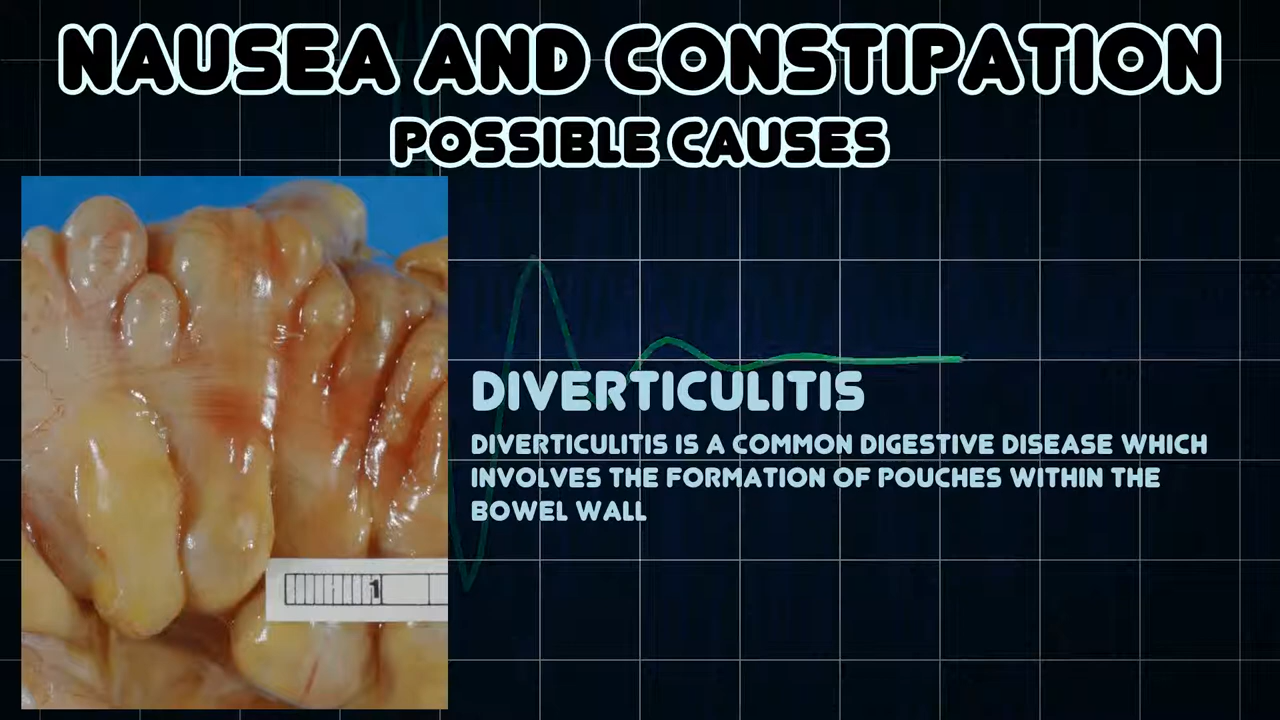 NAUSEA AND CONSTIPATION
POSSIBLE CAUSES
DIVERTICULITIS
DIVERTICULITIS IS A COMMON DIGESTIVE DISEASE WHICH
INVOLVES THE FORMATION OF POUCHES WITHIN THE
BOWEL WALL
1